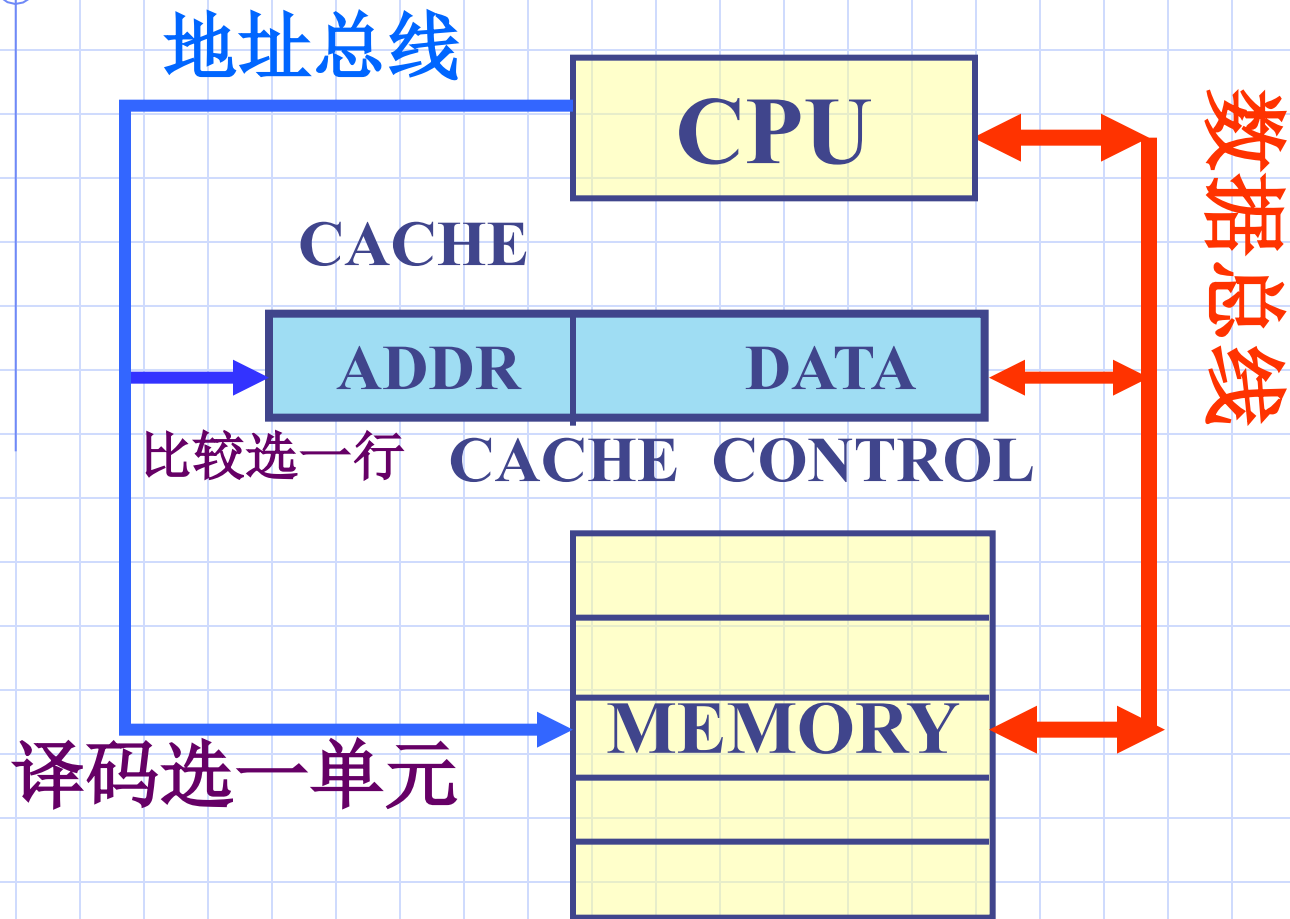 地址总线
CPU
数据总线
CACHE
ADDR DATA
比较选一行
CACHE CONTROL
MEMORY
译码选一单元